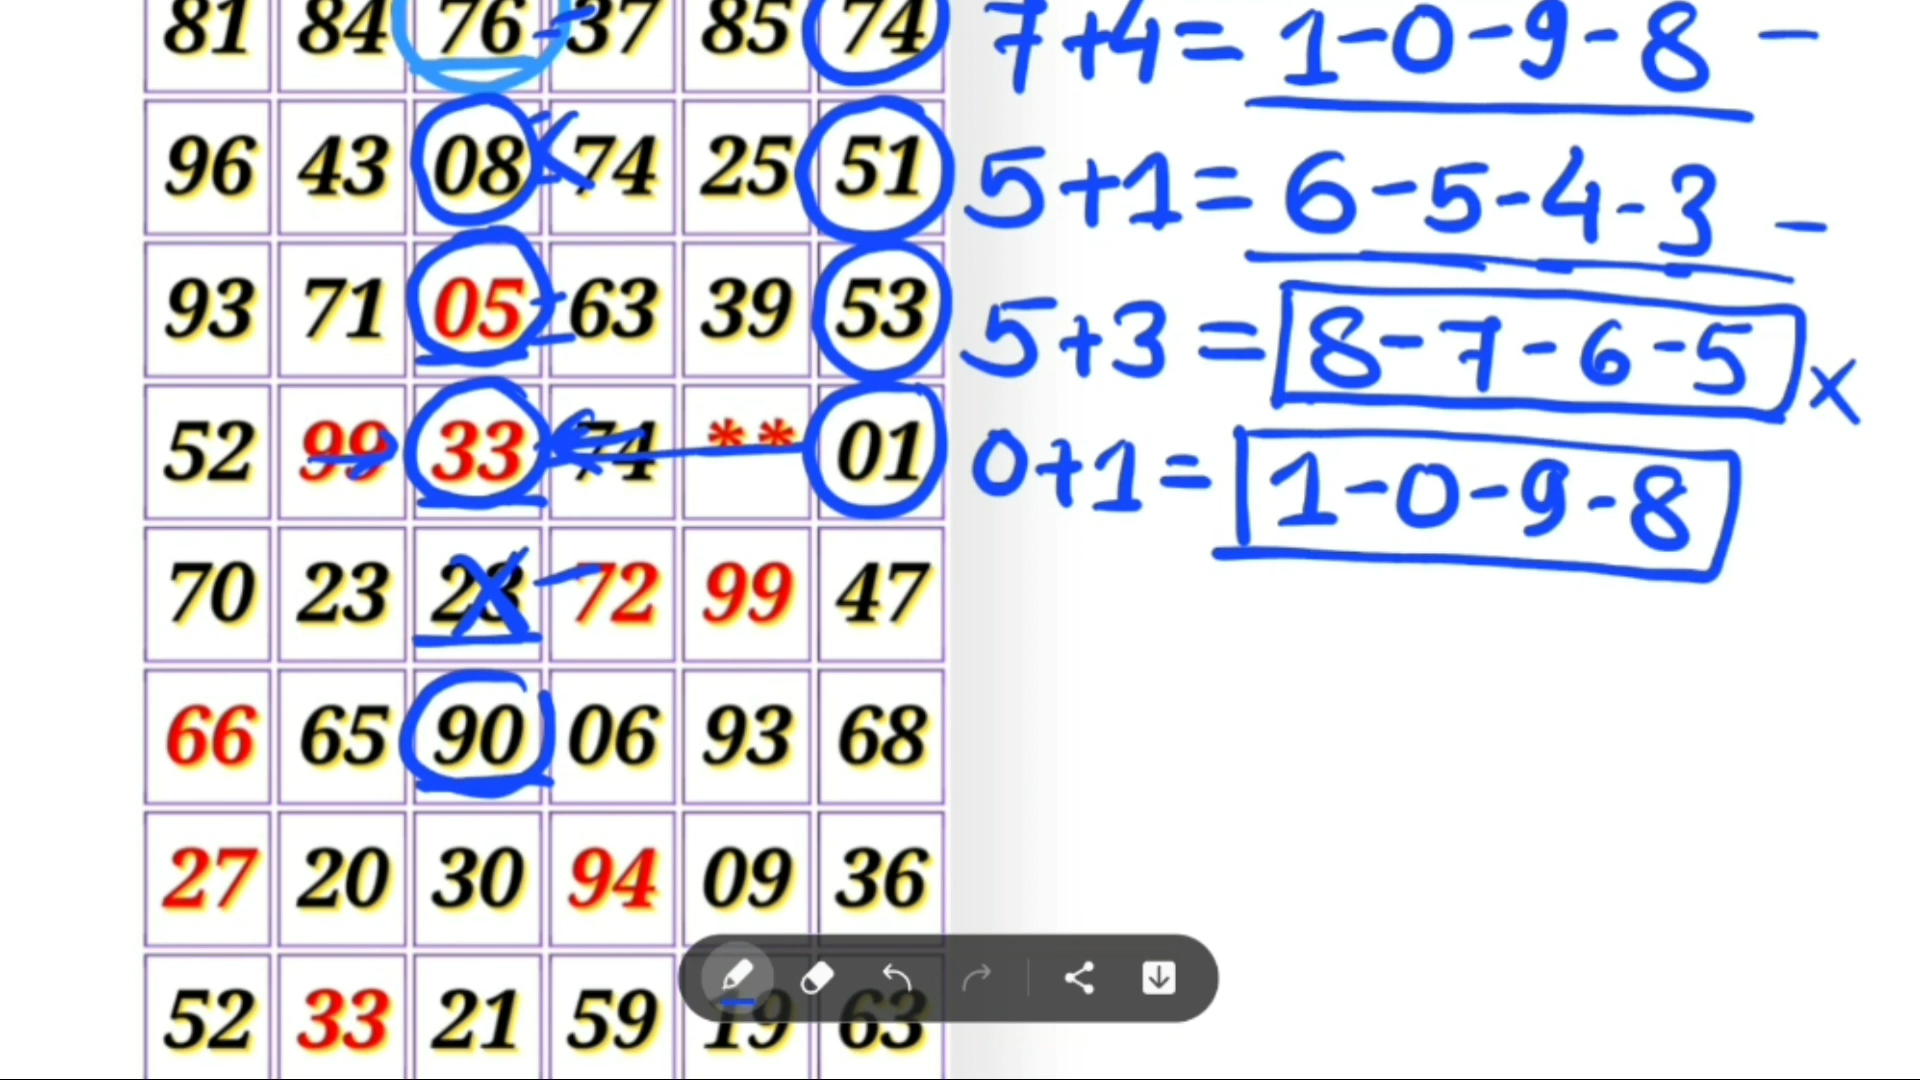 81 84 76 37 85 74 7+4= 1-0-9-8 -
96 43 08 74 25 51 5+1= 6-5-4-3 -
93 71 05 63 39 53 5+3 = 8-7-6-5 x
52 99 33 74 ** 01 0+1= 1-0-9-8
70 23 28 72 99 47
66 65 90 06 93 68
27 20 30 94 09 36
52 33 21 59 19 63